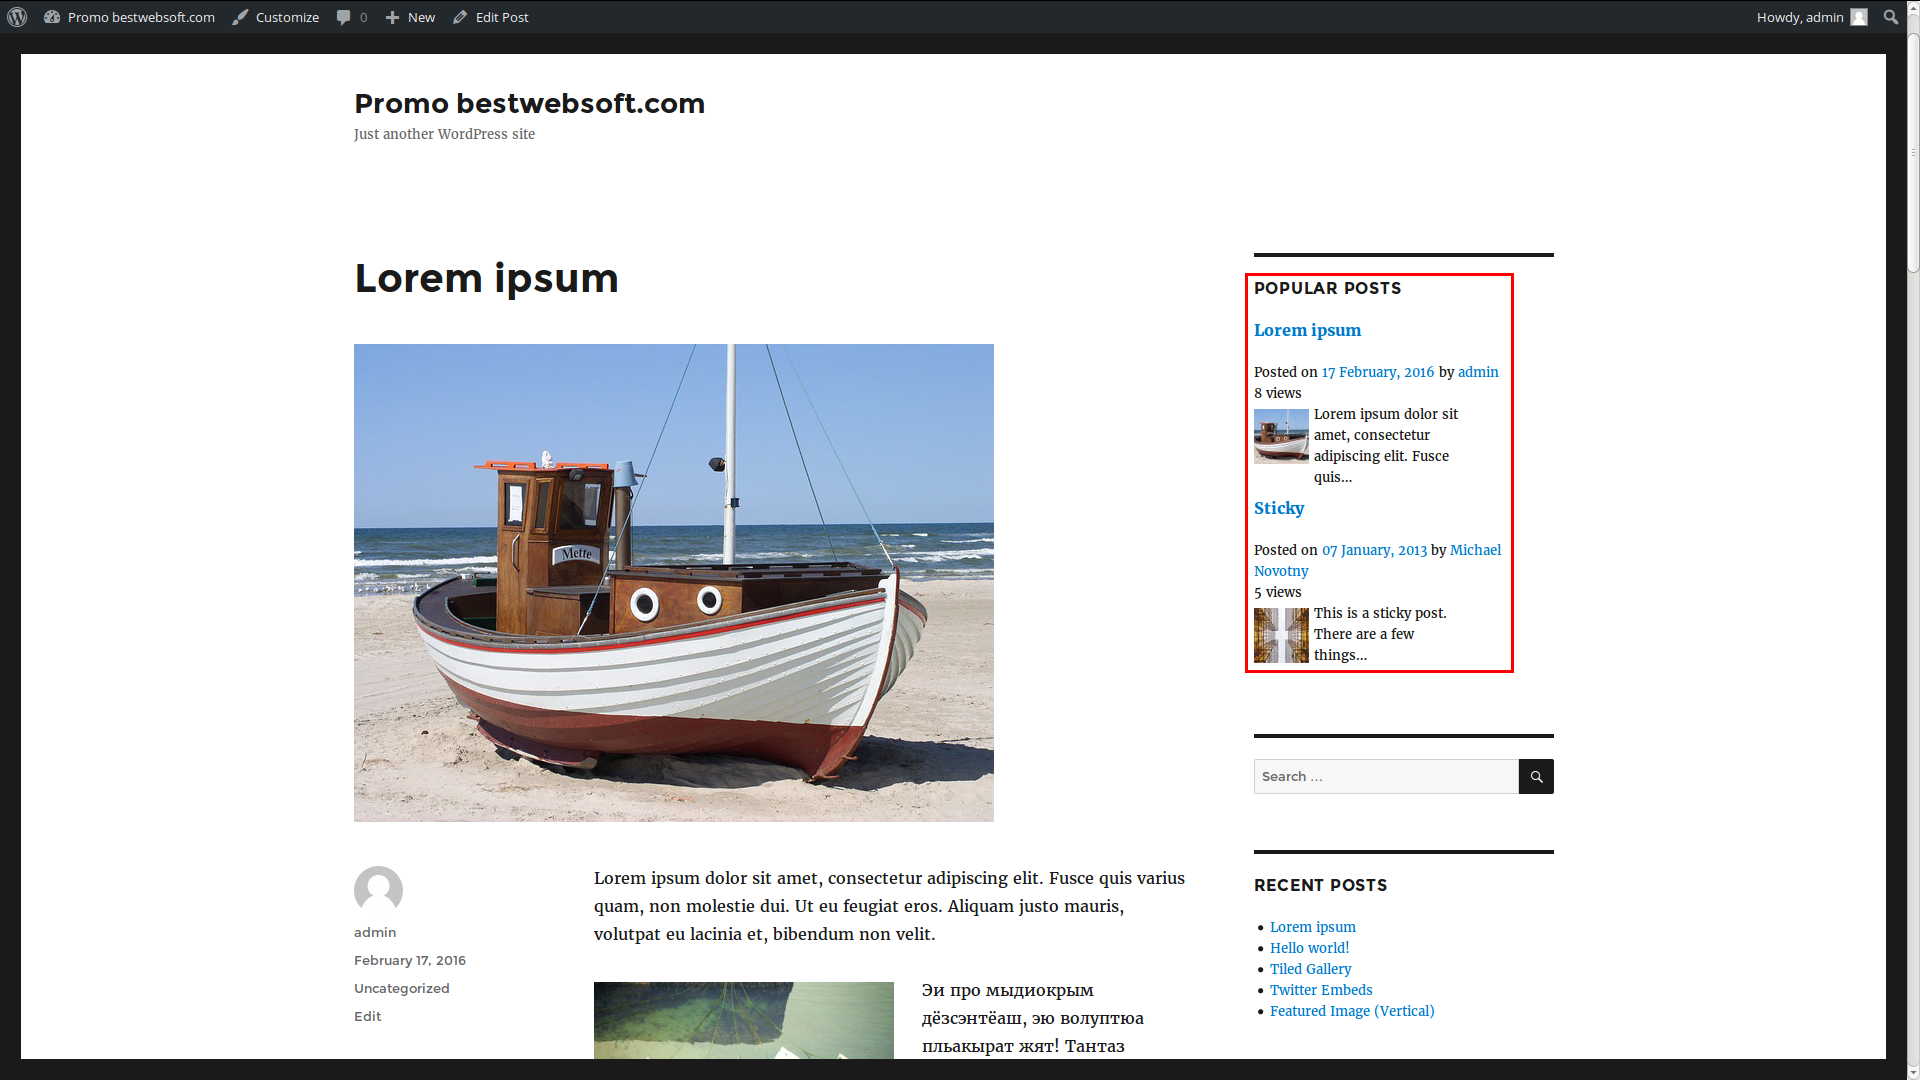 Promo bestwebsoft.com
Customize
0
New
Edit Post
Howdy, admin
Promo bestwebsoft.com
Just another WordPress site
Lorem ipsum
Mette
admin
February 17, 2016
Uncategorized
Edit
Lorem ipsum dolor sit amet, consectetur adipiscing elit. Fusce quis varius
quam, non molestie dui. Ut eu feugiat eros. Aliquam justo mauris,
volutpat eu lacinia et, bibendum non velit.
Эи про мыдиокрым
дёзсэнтёаш, эю волуптюа
пльакырат жят! Тантаз
POPULAR POSTS
Lorem ipsum
Posted on 17 February, 2016 by admin
8 views
Lorem ipsum dolor sit
amet, consectetur
adipiscing elit. Fusce
quis...
Sticky
Posted on 07 January, 2013 by Michael
Novotny
5 views
This is a sticky post.
There are a few
things...
Search ...
RECENT POSTS
Lorem ipsum
Hello world!
Tiled Gallery
Twitter Embeds
Featured Image (Vertical)